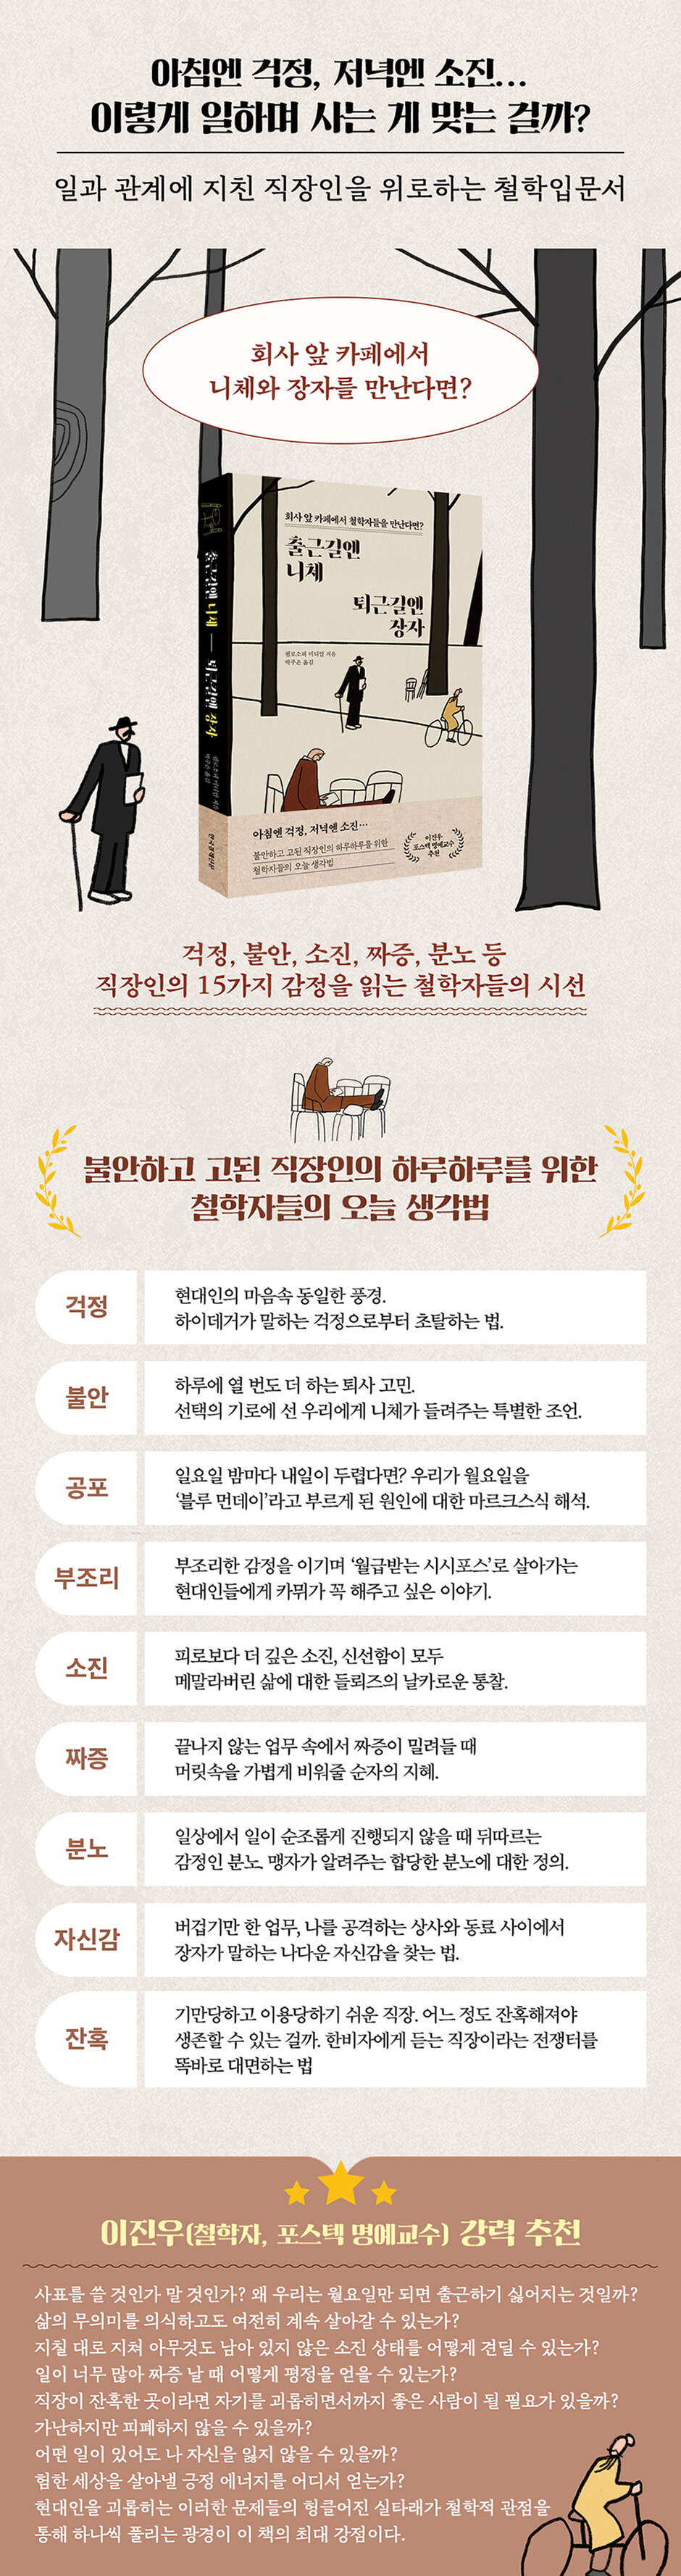 아침엔 걱정, 저녁엔 소진…
이렇게 일하며 사는 게 맞는 걸까?
일과 관계에 지친 직장인을 위로하는 철학입문서
회사 앞 카페에서
니체와 장자를 만난다면?
회사 앞 카페에서 철학자들을 만난다면?
출근길엔
니체
퇴근길엔
장자
필로소피 미디엄 지음
박주은 옮김
출근길엔 니체 — 퇴근길엔 장자
필로소피 미디엄 지음
박주은 옮김
한국경제신문
아침엔 걱정, 저녁엔 소진…
불안하고 고된 직장인의 하루하루를 위한
철학자들의 오늘 생각법
이진우
포스텍 명예교수
추천
걱정, 불안, 소진, 짜증, 분노 등
직장인의 15가지 감정을 읽는 철학자들의 시선
불안하고 고된 직장인의 하루하루를 위한
철학자들의 오늘 생각법
걱정
현대인의 마음속 동일한 풍경.
하이데거가 말하는 걱정으로부터 초탈하는 법.
불안
하루에 열 번도 더 하는 퇴사 고민.
선택의 기로에 선 우리에게 니체가 들려주는 특별한 조언.
공포
일요일 밤마다 내일이 두렵다면? 우리가 월요일을
‘블루 먼데이’라고 부르게 된 원인에 대한 마르크스식 해석.
부조리
부조리한 감정을 이기며 ‘월급받는 시시포스’로 살아가는
현대인들에게 카뮈가 꼭 해주고 싶은 이야기.
소진
피로보다 더 깊은 소진, 신선함이 모두
메말라버린 삶에 대한 들뢰즈의 날카로운 통찰.
짜증
끝나지 않는 업무 속에서 짜증이 밀려들 때
머릿속을 가볍게 비워줄 순자의 지혜.
분노
일상에서 일이 순조롭게 진행되지 않을 때 뒤따르는
감정인 분노. 맹자가 알려주는 합당한 분노에 대한 정의.
자신감
버겁기만 한 업무, 나를 공격하는 상사와 동료 사이에서
장자가 말하는 나다운 자신감을 찾는 법.
잔혹
기만당하고 이용당하기 쉬운 직장. 어느 정도 잔혹해져야
생존할 수 있는 걸까. 한비자에게 듣는 직장이라는 전쟁터를
똑바로 대면하는 법
이진우(철학자, 포스텍 명예교수) 강력 추천
사표를 쓸 것인가 말 것인가? 왜 우리는 월요일만 되면 출근하기 싫어지는 것일까?
삶의 무의미를 의식하고도 여전히 계속 살아갈 수 있는가?
지칠 대로 지쳐 아무것도 남아 있지 않은 소진 상태를 어떻게 견딜 수 있는가?
일이 너무 많아 짜증 날 때 어떻게 평정을 얻을 수 있는가?
직장이 잔혹한 곳이라면 자기를 괴롭히면서까지 좋은 사람이 될 필요가 있을까?
가난하지만 피폐하지 않을 수 있을까?
어떤 일이 있어도 나 자신을 잃지 않을 수 있을까?
험한 세상을 살아낼 긍정 에너지를 어디서 얻는가?
현대인을 괴롭히는 이러한 문제들의 헝클어진 실타래가 철학적 관점을
통해 하나씩 풀리는 광경이 이 책의 최대 강점이다.